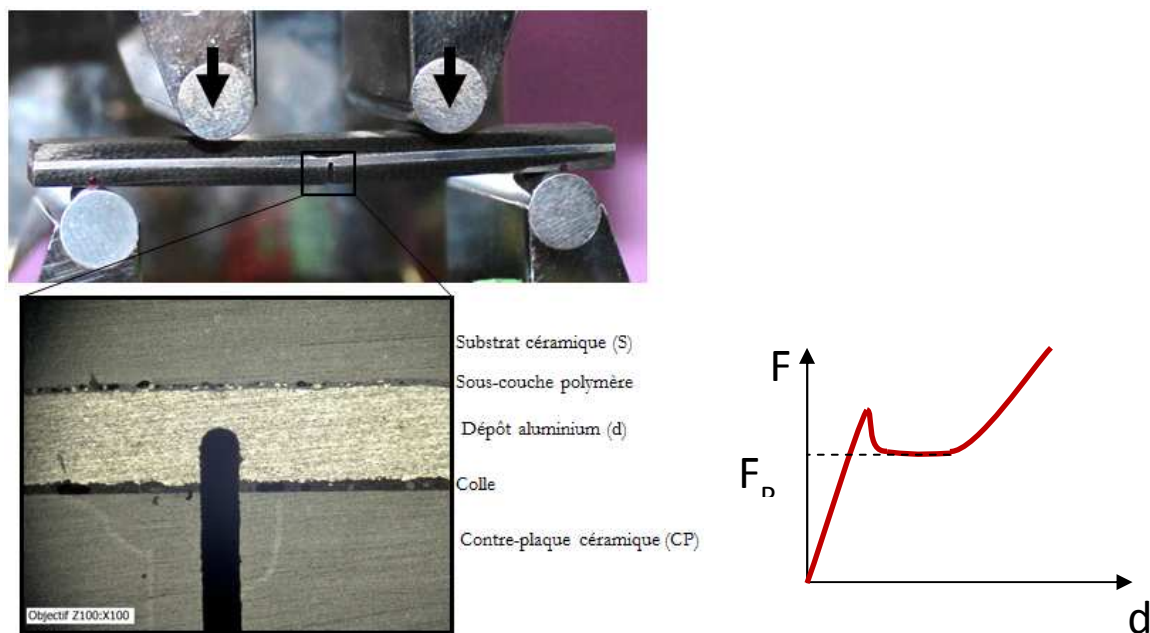 Substrat céramique (S)
Sous-couche polymère
Dépôt aluminium (d)
Colle
Contre-plaque céramique (CP)
Objectif Z100:X100
F
F
d